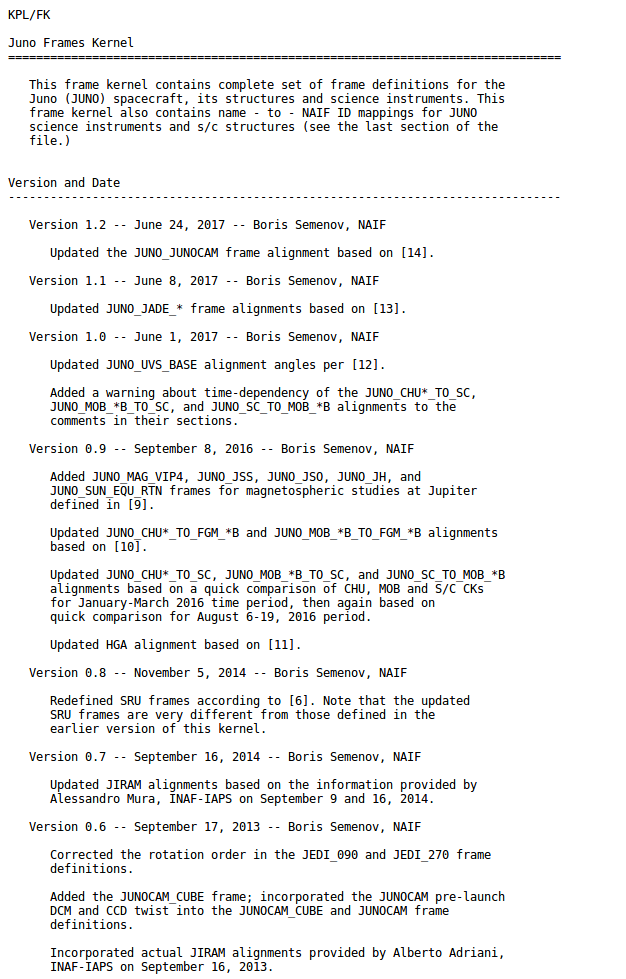 KPL/FK
Juno Frames Kernel
===============================================================================
This frame kernel contains complete set of frame definitions for the
Juno (JUNO) spacecraft, its structures and science instruments. This
frame kernel also contains name - to - NAIF ID mappings for JUNO
science instruments and s/c structures (see the last section of the
file.)
Version and Date
-------------------------------------------------------------------------------
Version 1.2 -- June 24, 2017 -- Boris Semenov, NAIF
Updated the JUNO_JUNOCAM frame alignment based on [14].
Version 1.1 -- June 8, 2017 -- Boris Semenov, NAIF
Updated JUNO_JADE_* frame alignments based on [13].
Version 1.0 -- June 1, 2017 -- Boris Semenov, NAIF
Updated JUNO_UVS_BASE alignment angles per [12].
Added a warning about time-dependency of the JUNO_CHU*_TO_SC,
JUNO_MOB_*B_TO_SC, and JUNO_SC_TO_MOB_*B alignments to the
comments in their sections.
Version 0.9 -- September 8, 2016 -- Boris Semenov, NAIF
Added JUNO_MAG_VIP4, JUNO_JSS, JUNO_JSO, JUNO_JH, and
JUNO_SUN_EQU_RTN frames for magnetospheric studies at Jupiter
defined in [9].
Updated JUNO_CHU*_TO_FGM_*B and JUNO_MOB_*B_TO_FGM_*B alignments
based on [10].
Updated JUNO_CHU*_TO_SC, JUNO_MOB_*B_TO_SC, and JUNO_SC_TO_MOB_*B
alignments based on a quick comparison of CHU, MOB and S/C CKs
for January-March 2016 time period, then again based on
quick comparison for August 6-19, 2016 period.
Updated HGA alignment based on [11].
Version 0.8 -- November 5, 2014 -- Boris Semenov, NAIF
Redefined SRU frames according to [6]. Note that the updated
SRU frames are very different from those defined in the
earlier version of this kernel.
Version 0.7 -- September 16, 2014 -- Boris Semenov, NAIF
Updated JIRAM alignments based on the information provided by
Alessandro Mura, INAF-IAPS on September 9 and 16, 2014.
Version 0.6 -- September 17, 2013 -- Boris Semenov, NAIF
Corrected the rotation order in the JEDI_090 and JEDI_270 frame
definitions.
Added the JUNOCAM_CUBE frame; incorporated the JUNOCAM pre-launch
DCM and CCD twist into the JUNOCAM_CUBE and JUNOCAM frame
definitions.
Incorporated actual JIRAM alignments provided by Alberto Adriani,
INAF-IAPS on September 16, 2013.